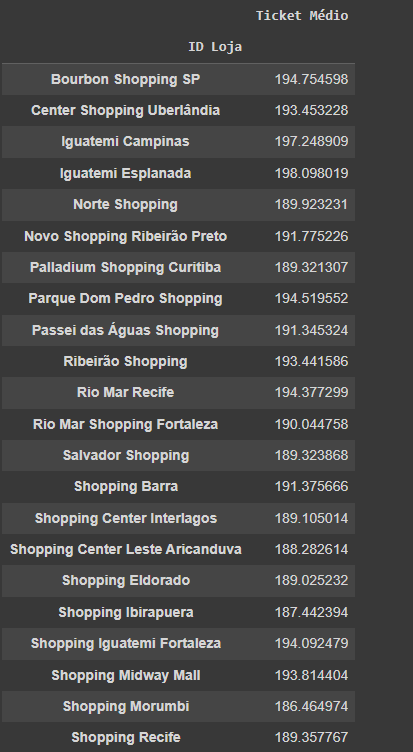 Ticket Médio
ID Loja
Bourbon Shopping SP 194.754598
Center Shopping Uberlândia 193.453228
Iguatemi Campinas 197.248909
Iguatemi Esplanada 198.098019
Norte Shopping 189.923231
Novo Shopping Ribeirão Preto 191.775226
Palladium Shopping Curitiba 189.321307
Parque Dom Pedro Shopping 194.519552
Passei das Águas Shopping 191.345324
Ribeirão Shopping 193.441586
Rio Mar Recife 194.377299
Rio Mar Shopping Fortaleza 190.044758
Salvador Shopping 189.323868
Shopping Barra 191.375666
Shopping Center Interlagos 189.105014
Shopping Center Leste Aricanduva 188.282614
Shopping Eldorado 189.025232
Shopping Ibirapuera 187.442394
Shopping Iguatemi Fortaleza 194.092479
Shopping Midway Mall 193.814404
Shopping Morumbi 186.464974
Shopping Recife 189.357767